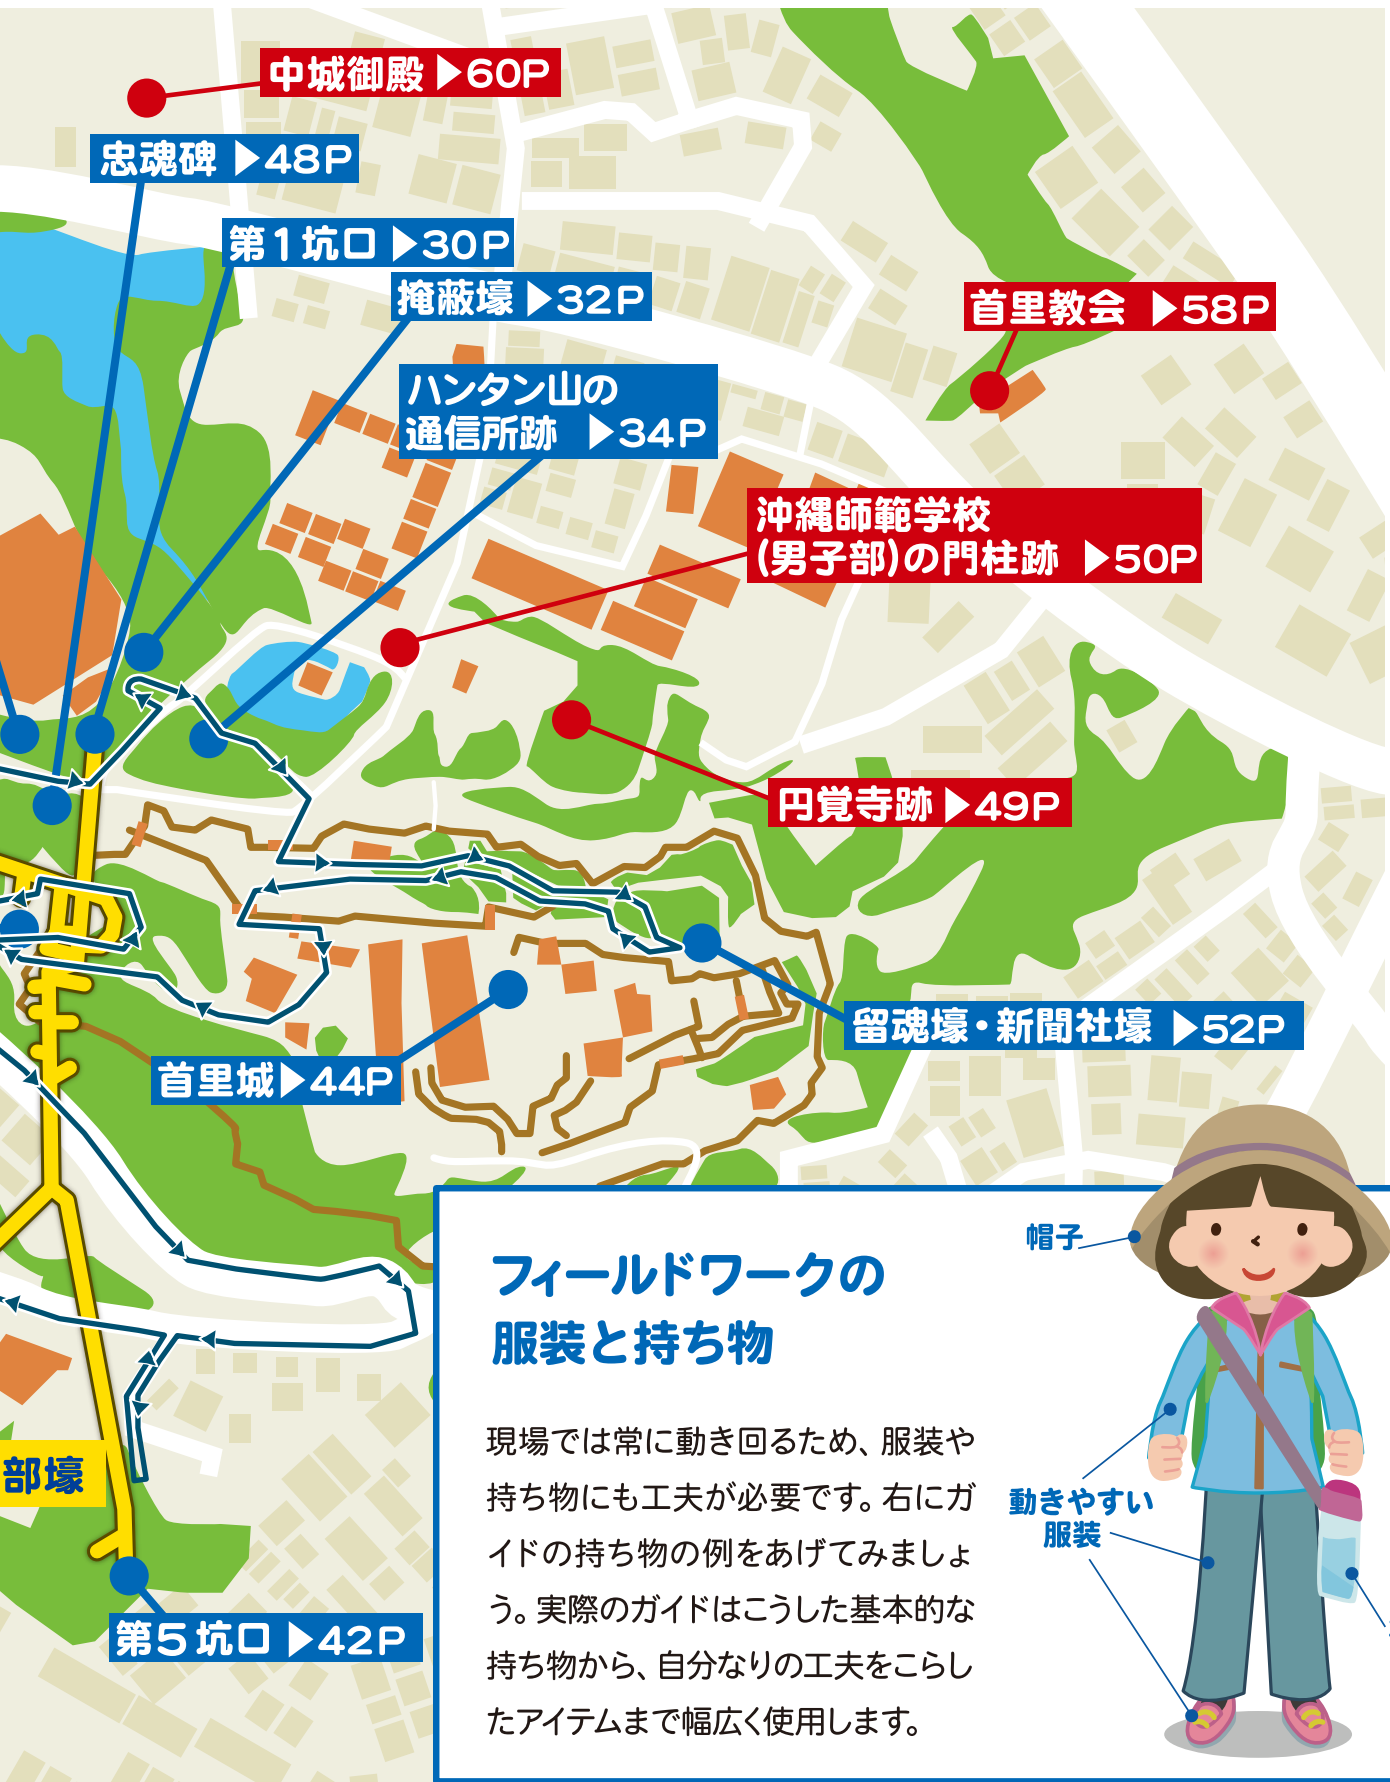 中城御殿 ▶60P
忠魂碑 ▶48P
第1坑口 ▶30P
掩蔽壕 ▶32P
首里教会 ▶58P
ハンタン山の
通信所跡 ▶34P
沖縄師範学校
(男子部)の門柱跡 ▶50P
円覚寺跡 ▶49P
留魂壕・新聞社壕 ▶52P
首里城 ▶44P
部壕
第5坑口 ▶42P
フィールドワークの
服装と持ち物
現場では常に動き回るため、服装や
持ち物にも工夫が必要です。右にガ
イドの持ち物の例をあげてみましょ
う。実際のガイドはこうした基本的な
持ち物から、自分なりの工夫をこらし
たアイテムまで幅広く使用します。
帽子
動きやすい
服装